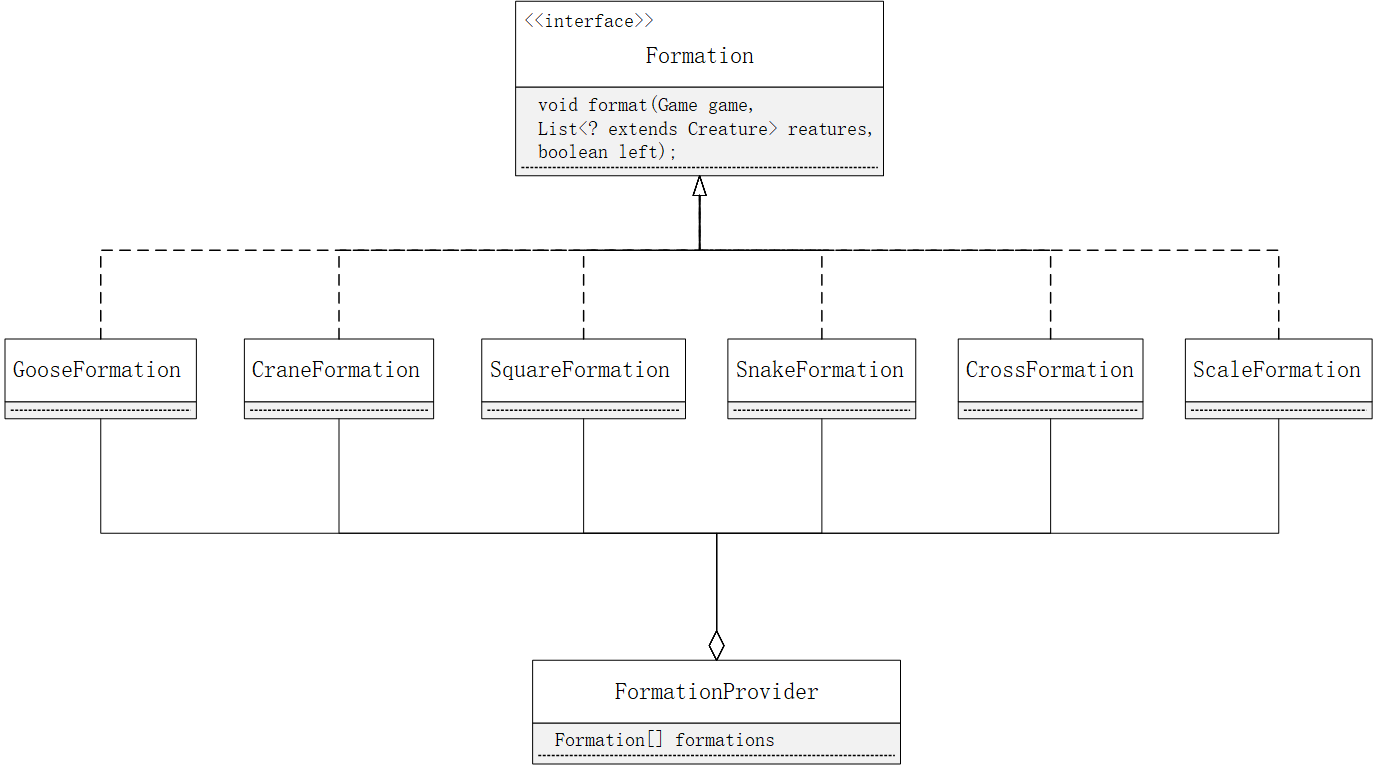 <<interface>>
Formation
void format(Game game,
List<? extends Creature> reatures,
boolean left);
GooseFormation
CraneFormation
SquareFormation
SnakeFormation
CrossFormation
ScaleFormation
FormationProvider
Formation[] formations